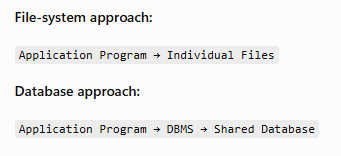 File-system approach:
Application Program → Individual Files
Database approach:
Application Program → DBMS → Shared Database